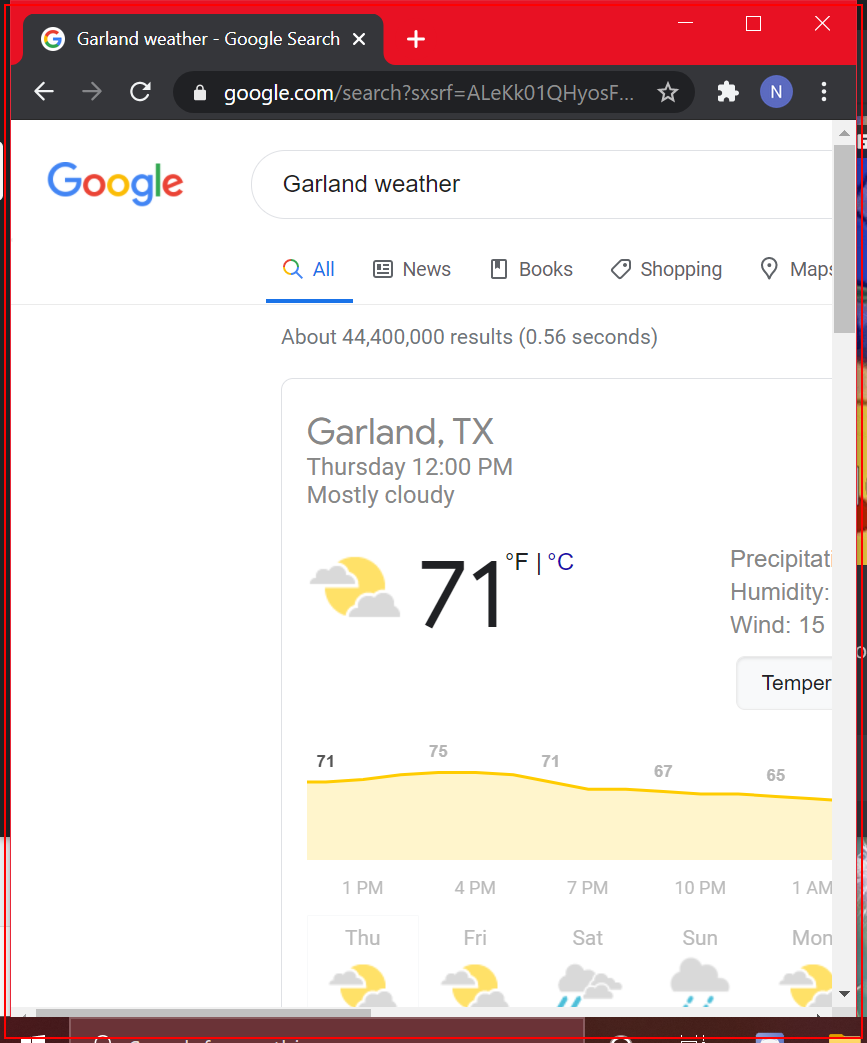 Garland weather - Google Search
google.com/search?sxsrf=ALeKk01QHyosF...
N
Google
Garland weather
All News Books Shopping Maps
About 44,400,000 results (0.56 seconds)
Garland, TX
Thursday 12:00 PM
Mostly cloudy
71 °F | °C
Precipitati
Humidity:
Wind: 15
Temper
71 75 71 67 65
1 PM 4 PM 7 PM 10 PM 1 AM
Thu Fri Sat Sun Mon